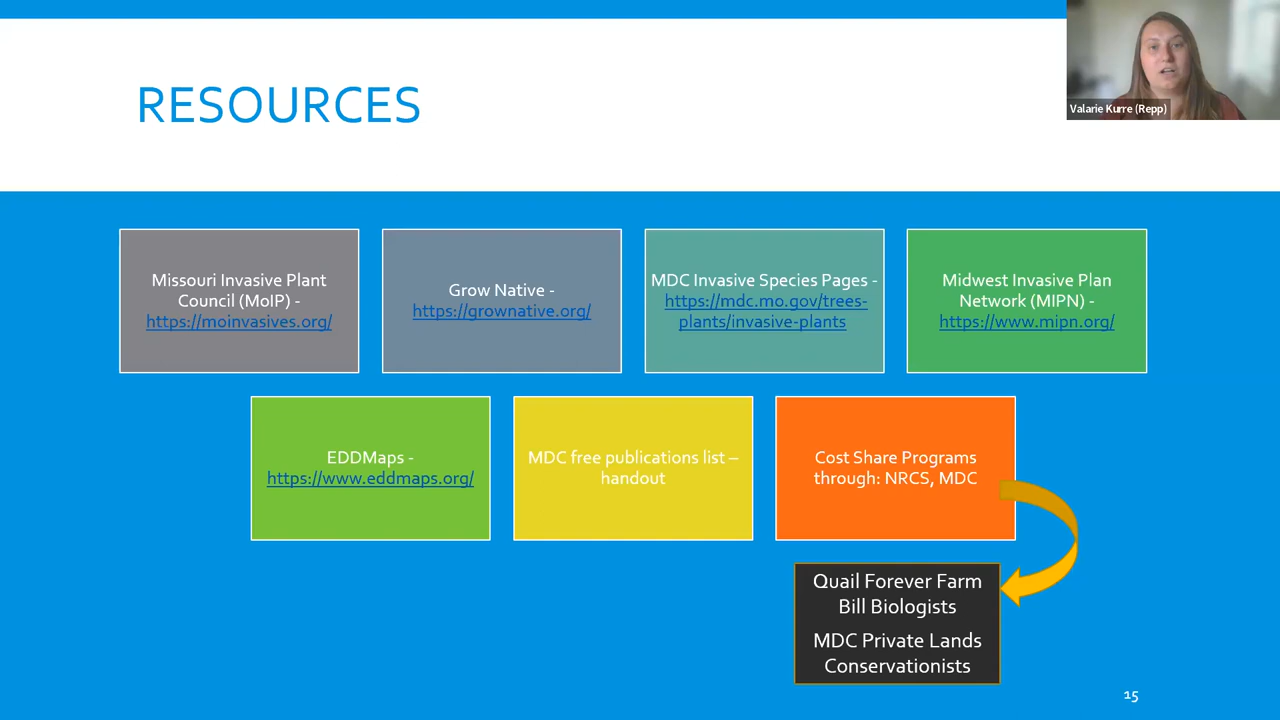 RESOURCES
Valarie Kurre (Repp)
Missouri Invasive Plant
Council (MoIP) -
https://moinvasives.org/
Grow Native -
https://grownative.org/
MDC Invasive Species Pages -
https://mdc.mo.gov/trees-
plants/invasive-plants
Midwest Invasive Plan
Network (MIPN) -
https://www.mipn.org/
EDDMaps -
https://www.eddmaps.org/
MDC free publications list –
handout
Cost Share Programs
through: NRCS, MDC
Quail Forever Farm
Bill Biologists
MDC Private Lands
Conservationists
15